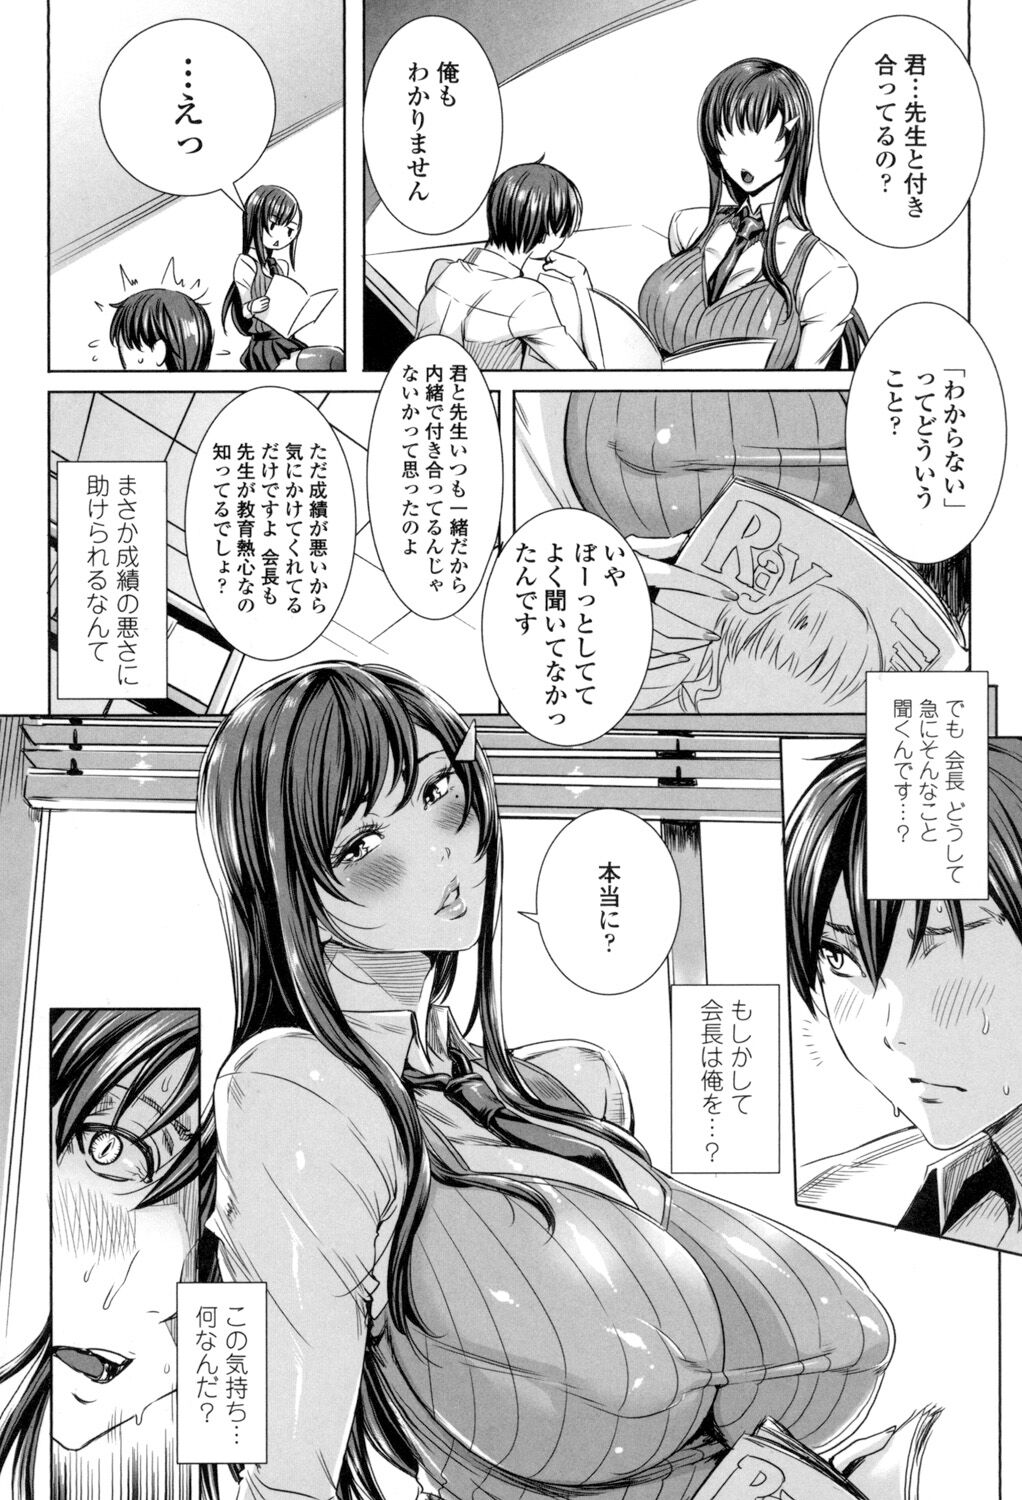 君…先生と付き
合ってるの？
俺も
わかりません
…えっ
「わからない」
ってどういう
こと？
いや
ぼーっとしてて
よく聞いてなかっ
たんです
君と先生いつも一緒だから
内緒で付き合ってるんじゃ
ないかって思ったのよ
ただ成績が悪いから
気にかけてくれてる
だけですよ 会長も
先生が教育熱心なの
知ってるでしょ？
まさか成績の悪さに
助けられるなんて
Ray
でも 会長 どうして
急にそんなこと
聞くんです…？
本当に？
もしかして
会長は俺を…？
この気持ち…
何なんだ？